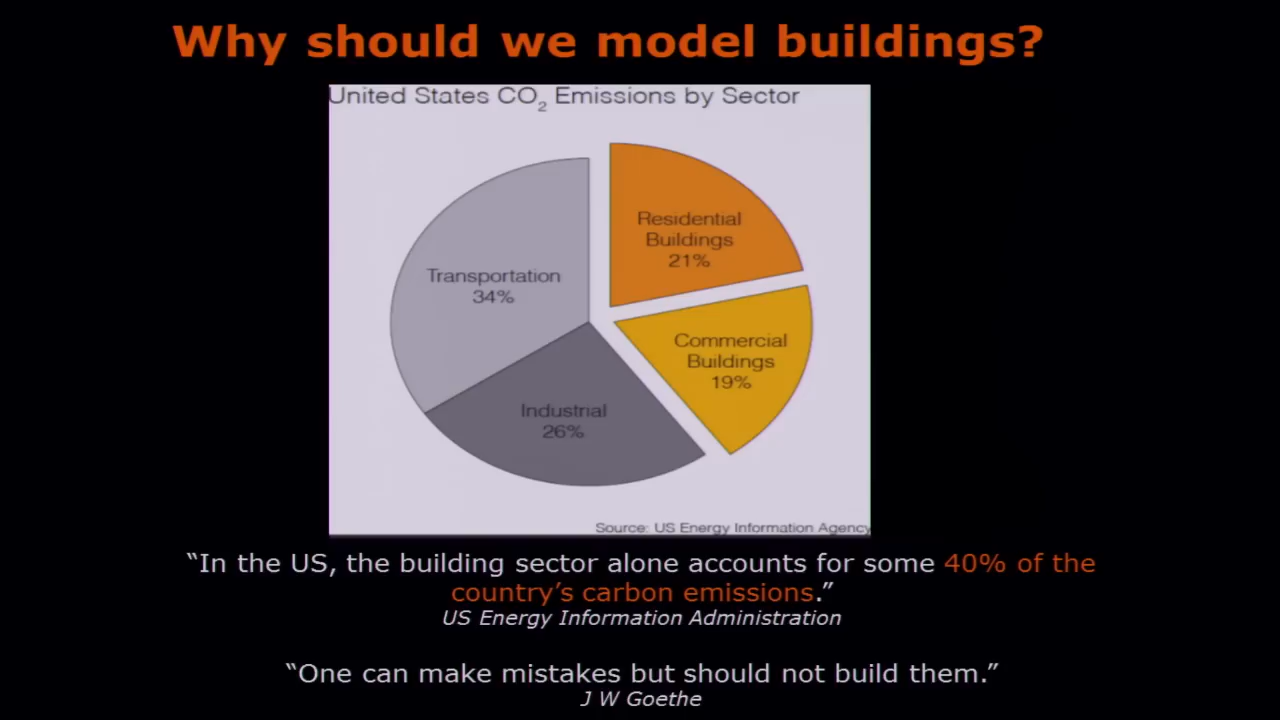 Why should we model buildings?
United States CO₂ Emissions by Sector
Residential
Buildings
21%
Transportation
34%
Commercial
Buildings
19%
Industrial
26%
Source: US Energy Information Agency
“In the US, the building sector alone accounts for some 40% of the
country’s carbon emissions.”
US Energy Information Administration
“One can make mistakes but should not build them.”
J W Goethe